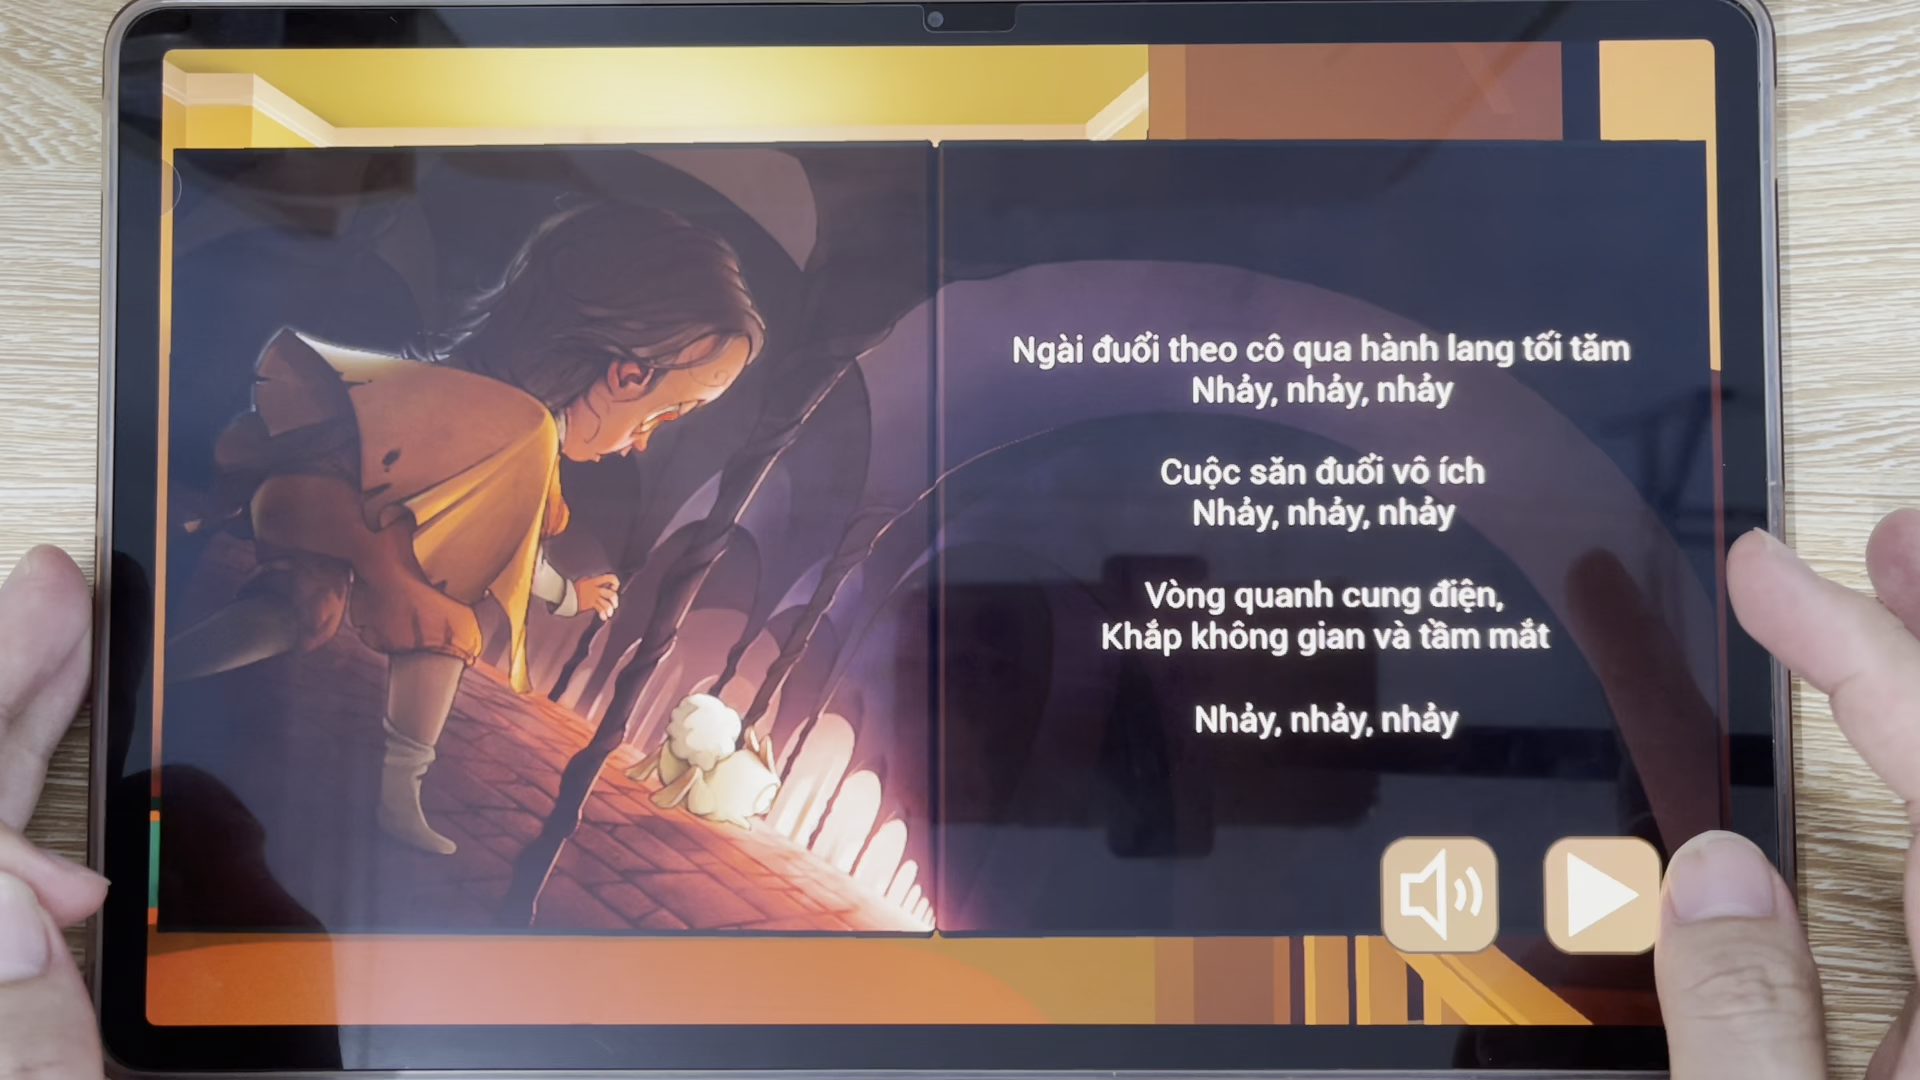 Ngài đuổi theo cô qua hành lang tối tăm
Nhảy, nhảy, nhảy
Cuộc săn đuổi vô ích
Nhảy, nhảy, nhảy
Vòng quanh cung điện,
Khắp không gian và tầm mắt
Nhảy, nhảy, nhảy